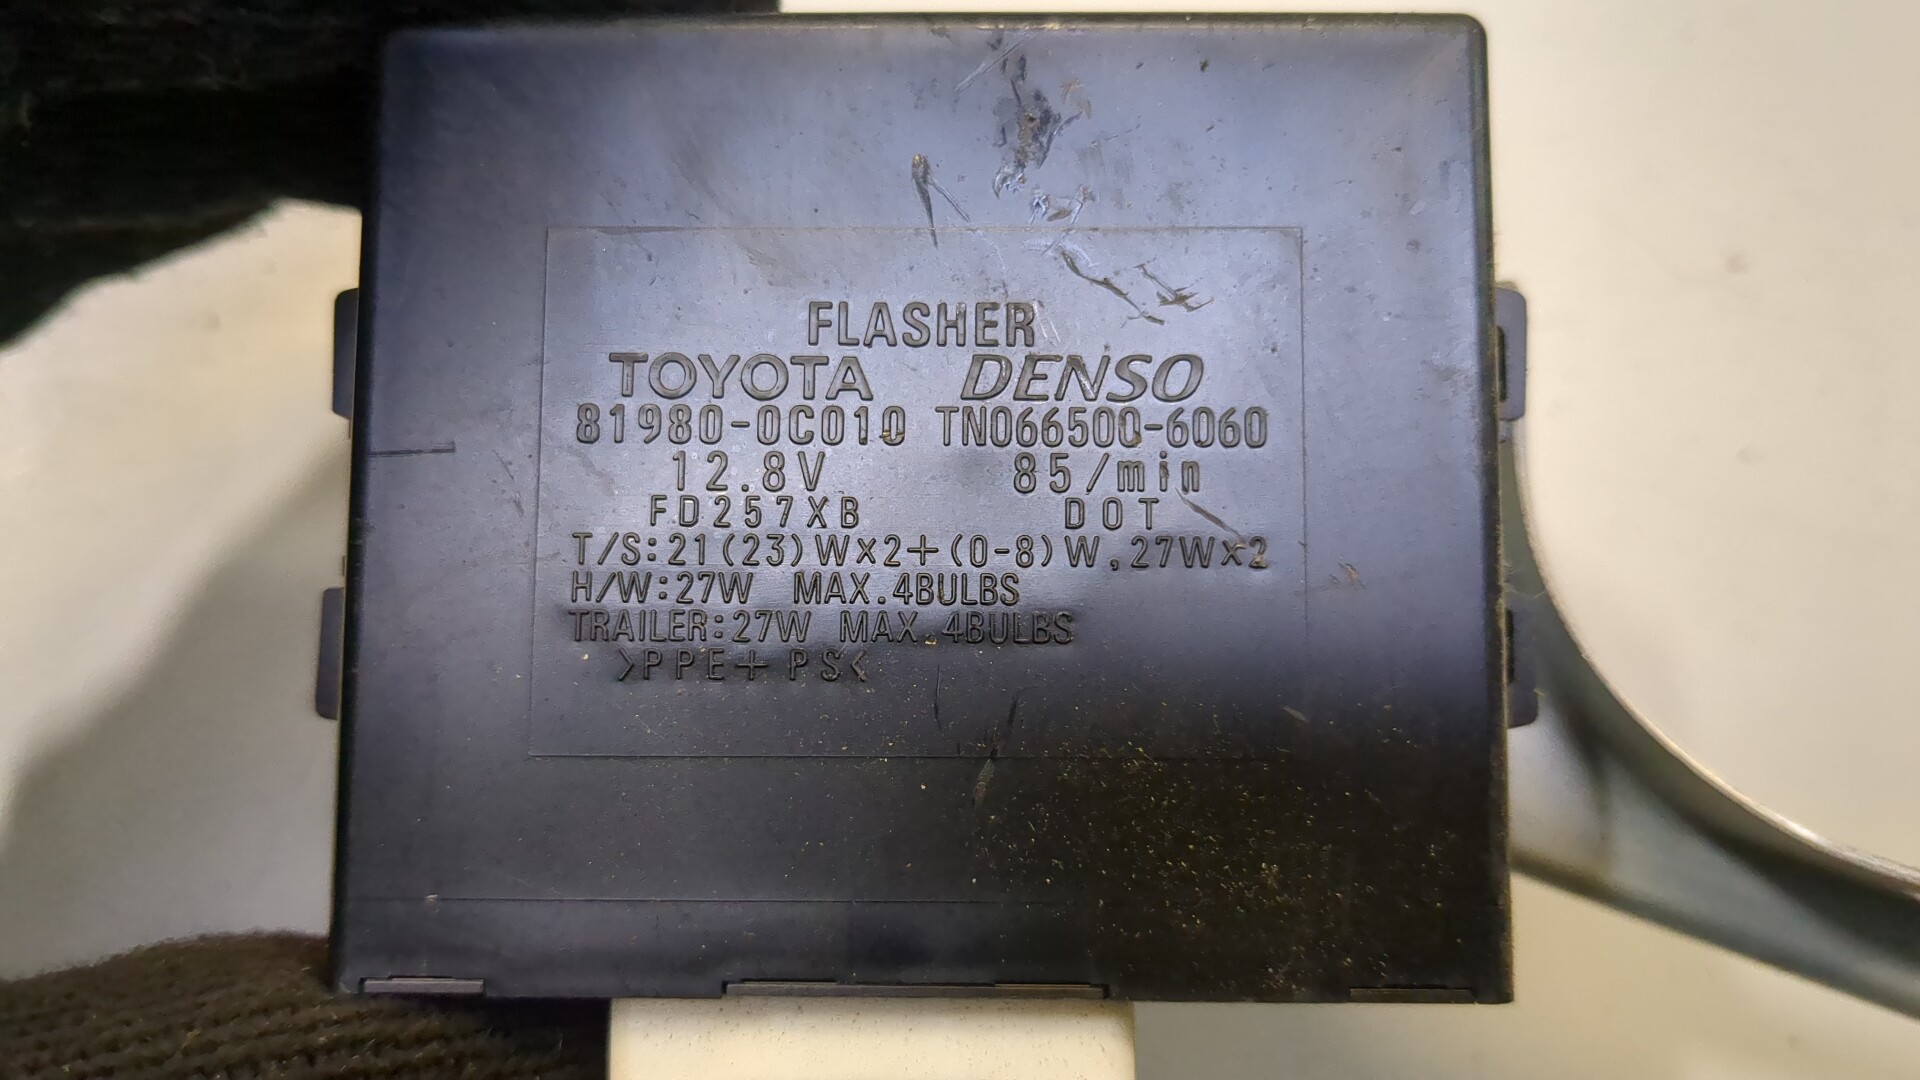 FLASHER
TOYOTA DENSO
81980-0C010 TN066500-6060
12.8V 85/min
FD257XB DOT
T/S:21(23)W×2+(0-8)W,27W×2
H/W:27W MAX.4BULBS
TRAILER:27W MAX.4BULBS
>PPE+PS<